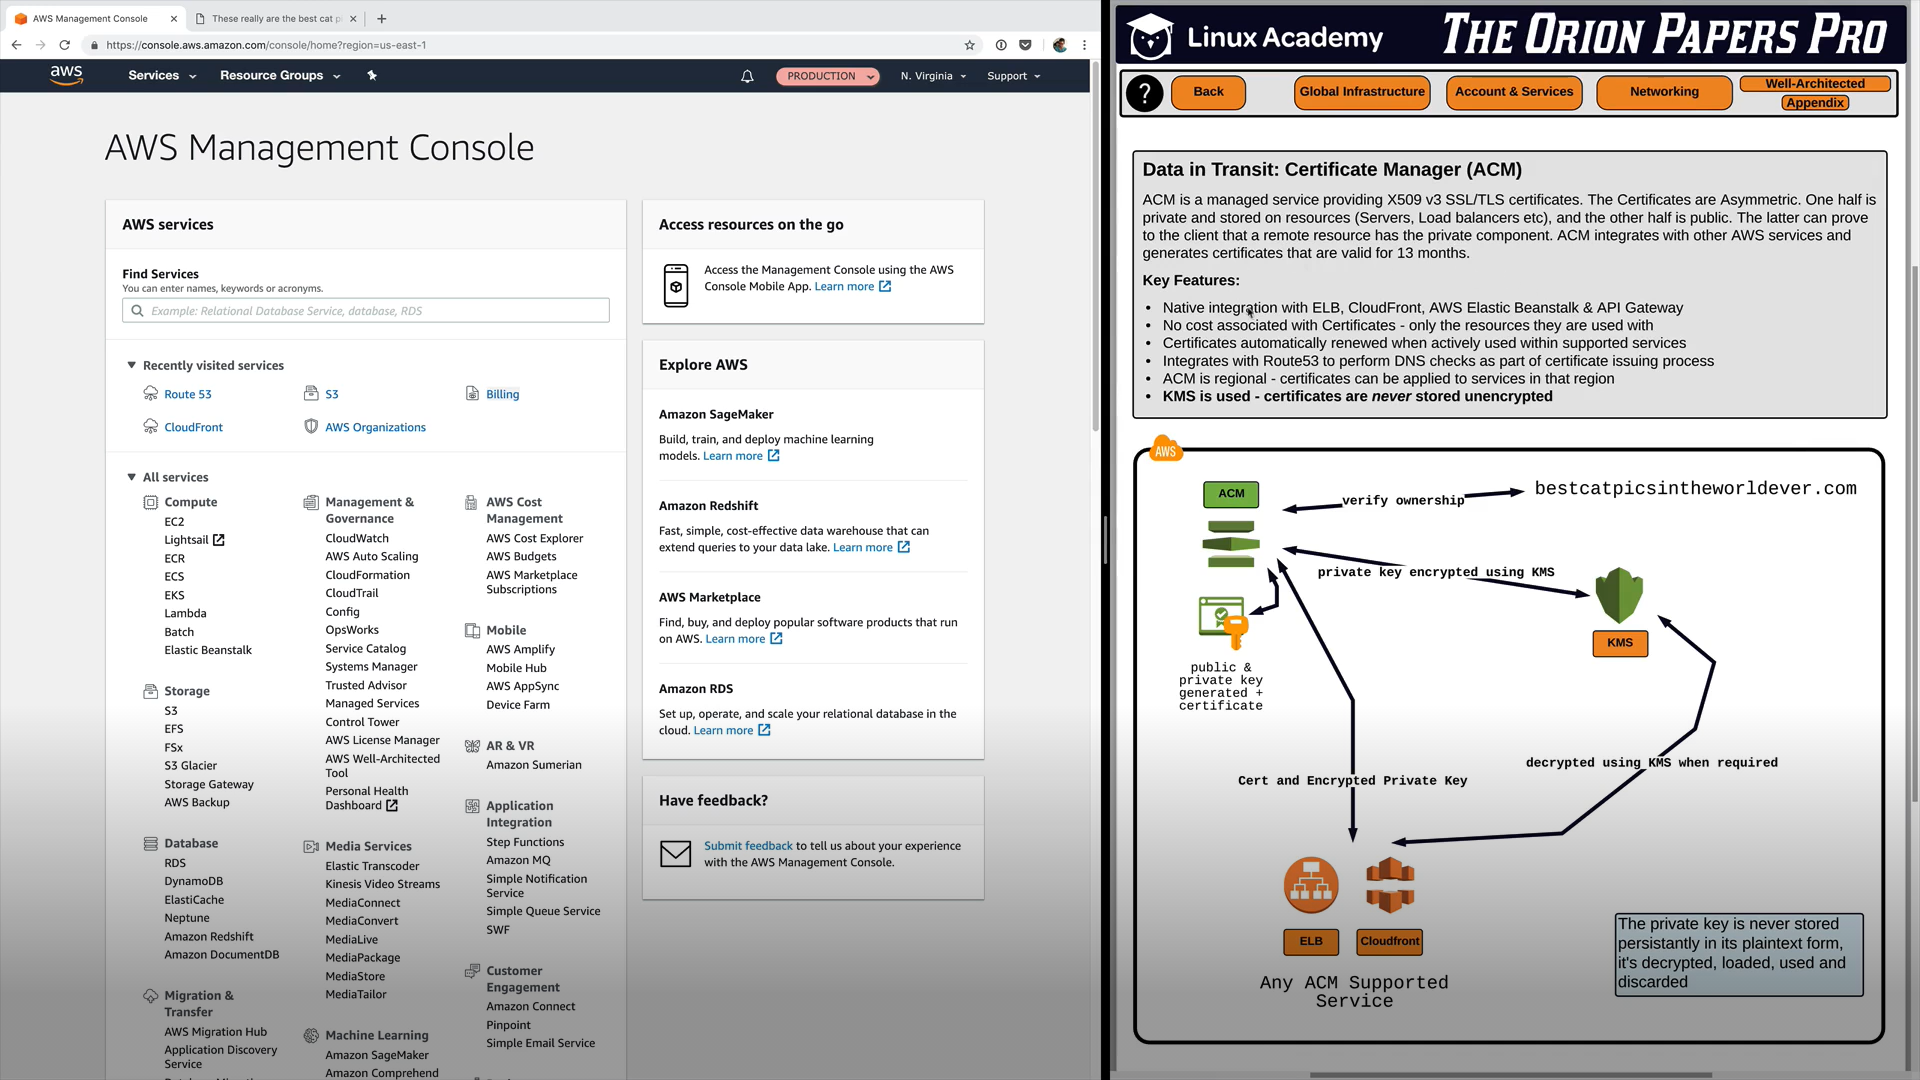 AWS Management Console
These really are the best cat p
https://console.aws.amazon.com/console/home?region=us-east-1
aws
Services
Resource Groups
PRODUCTION
N. Virginia
Support
AWS Management Console
AWS services
Find Services
You can enter names, keywords or acronyms.
Example: Relational Database Service, database, RDS
Recently visited services
Route 53
S3
Billing
CloudFront
AWS Organizations
All services
Compute
EC2
Lightsail
ECR
ECS
EKS
Lambda
Batch
Elastic Beanstalk
Storage
S3
EFS
FSx
S3 Glacier
Storage Gateway
AWS Backup
Database
RDS
DynamoDB
ElastiCache
Neptune
Amazon Redshift
Amazon DocumentDB
Migration &
Transfer
AWS Migration Hub
Application Discovery
Service
Management &
Governance
CloudWatch
AWS Auto Scaling
CloudFormation
CloudTrail
Config
OpsWorks
Service Catalog
Systems Manager
Trusted Advisor
Managed Services
Control Tower
AWS License Manager
AWS Well-Architected
Tool
Personal Health
Dashboard
Media Services
Elastic Transcoder
Kinesis Video Streams
MediaConnect
MediaConvert
MediaLive
MediaPackage
MediaStore
MediaTailor
Machine Learning
Amazon SageMaker
Amazon Comprehend
AWS Cost
Management
AWS Cost Explorer
AWS Budgets
AWS Marketplace
Subscriptions
Mobile
AWS Amplify
Mobile Hub
AWS AppSync
Device Farm
AR & VR
Amazon Sumerian
Application
Integration
Step Functions
Amazon MQ
Simple Notification
Service
Simple Queue Service
SWF
Customer
Engagement
Amazon Connect
Pinpoint
Simple Email Service
Access resources on the go
Access the Management Console using the AWS
Console Mobile App. Learn more
Explore AWS
Amazon SageMaker
Build, train, and deploy machine learning
models. Learn more
Amazon Redshift
Fast, simple, cost-effective data warehouse that can
extend queries to your data lake. Learn more
AWS Marketplace
Find, buy, and deploy popular software products that run
on AWS. Learn more
Amazon RDS
Set up, operate, and scale your relational database in the
cloud. Learn more
Have feedback?
Submit feedback to tell us about your experience
with the AWS Management Console.
Linux Academy
THE ORION PAPERS PRO
?
Back
Global Infrastructure
Account & Services
Networking
Well-Architected
Appendix
Data in Transit: Certificate Manager (ACM)
ACM is a managed service providing X509 v3 SSL/TLS certificates. The Certificates are Asymmetric. One half is
private and stored on resources (Servers, Load balancers etc), and the other half is public. The latter can prove
to the client that a remote resource has the private component. ACM integrates with other AWS services and
generates certificates that are valid for 13 months.
Key Features:
• Native integration with ELB, CloudFront, AWS Elastic Beanstalk & API Gateway
• No cost associated with Certificates - only the resources they are used with
• Certificates automatically renewed when actively used within supported services
• Integrates with Route53 to perform DNS checks as part of certificate issuing process
• ACM is regional - certificates can be applied to services in that region
• KMS is used - certificates are never stored unencrypted
AWS
ACM
verify ownership
bestcatpicsintheworldever.com
private key encrypted using KMS
KMS
public &
private key
generated +
certificate
decrypted using KMS when required
Cert and Encrypted Private Key
ELB
Cloudfront
Any ACM Supported
Service
The private key is never stored
persistantly in its plaintext form,
it's decrypted, loaded, used and
discarded